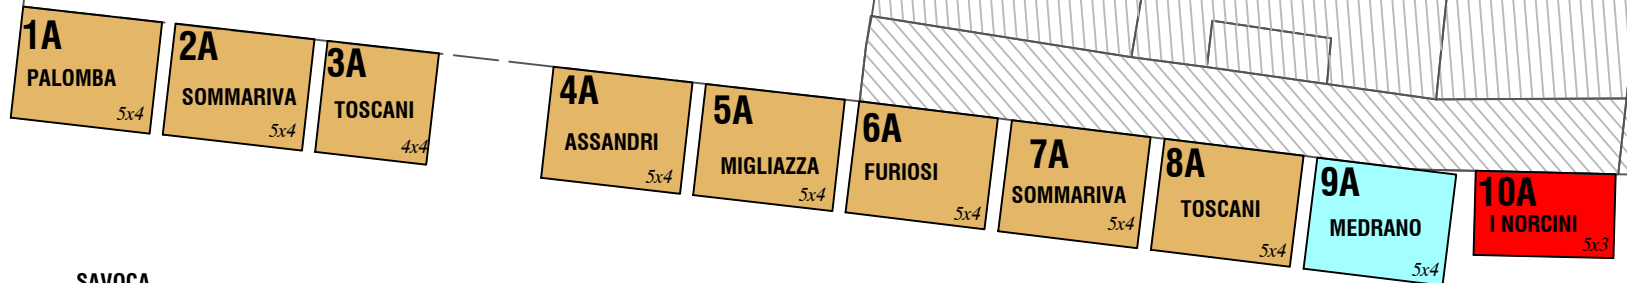 1A
PALOMBA
5x4
2A
SOMMARIVA
5x4
3A
TOSCANI
4x4
4A
ASSANDRI
5x4
5A
MIGLIAZZA
5x4
6A
FURIOSI
5x4
7A
SOMMARIVA
5x4
8A
TOSCANI
5x4
9A
MEDRANO
5x4
10A
I NORCINI
5x3
SAVOCA